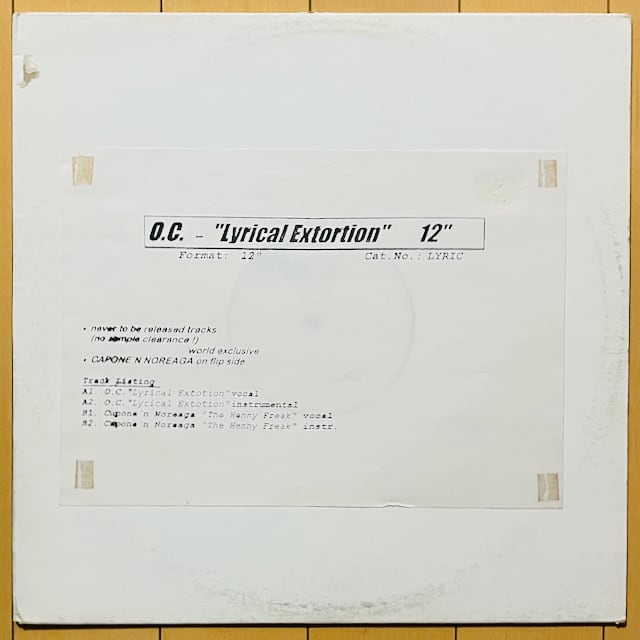 O.C. – "Lyrical Extortion" 12"
Format: 12" Cat.No.: LYRIC
• never to be released tracks
(no sample clearance !)
world exclusive
• CAPONE'N NOREAGA on flip side
Track Listing
A1. O.C."Lyrical Extotion"vocal
A2. O.C."Lyrical Extotion"instrumental
B1. Capone'n Noreaga "The Henny Freak" vocal
B2. Capone'n Noreaga "The Henny Freak" instr.